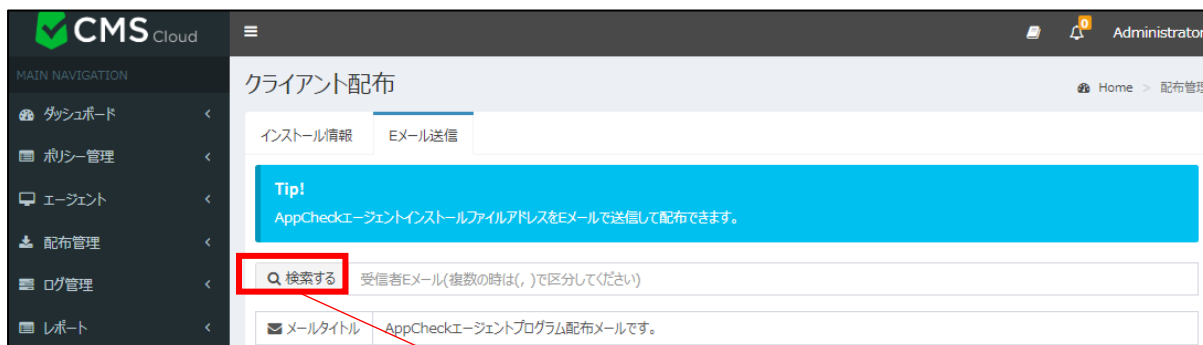 CMS Cloud
0
Administrator
MAIN NAVIGATION
クライアント配布
Home > 配布管理
ダッシュボード
インストール情報
Eメール送信
ポリシー管理
Tip!
エージェント
AppCheckエージェントインストールファイルアドレスをEメールで送信して配布できます。
配布管理
検索する
受信者Eメール(複数の時は(, )で区分してください)
ログ管理
レポート
メールタイトル
AppCheckエージェントプログラム配布メールです。